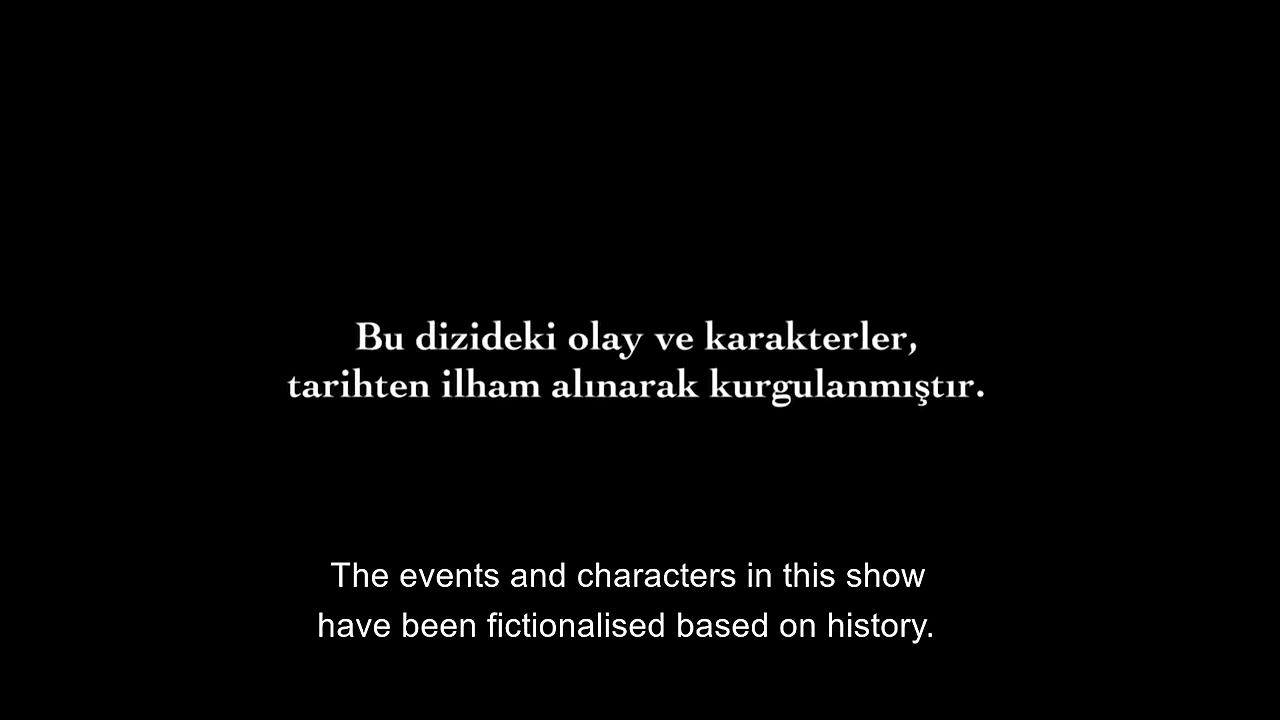 Bu dizideki olay ve karakterler,
tarihten ilham alınarak kurgulanmıştır.
The events and characters in this show
have been fictionalised based on history.